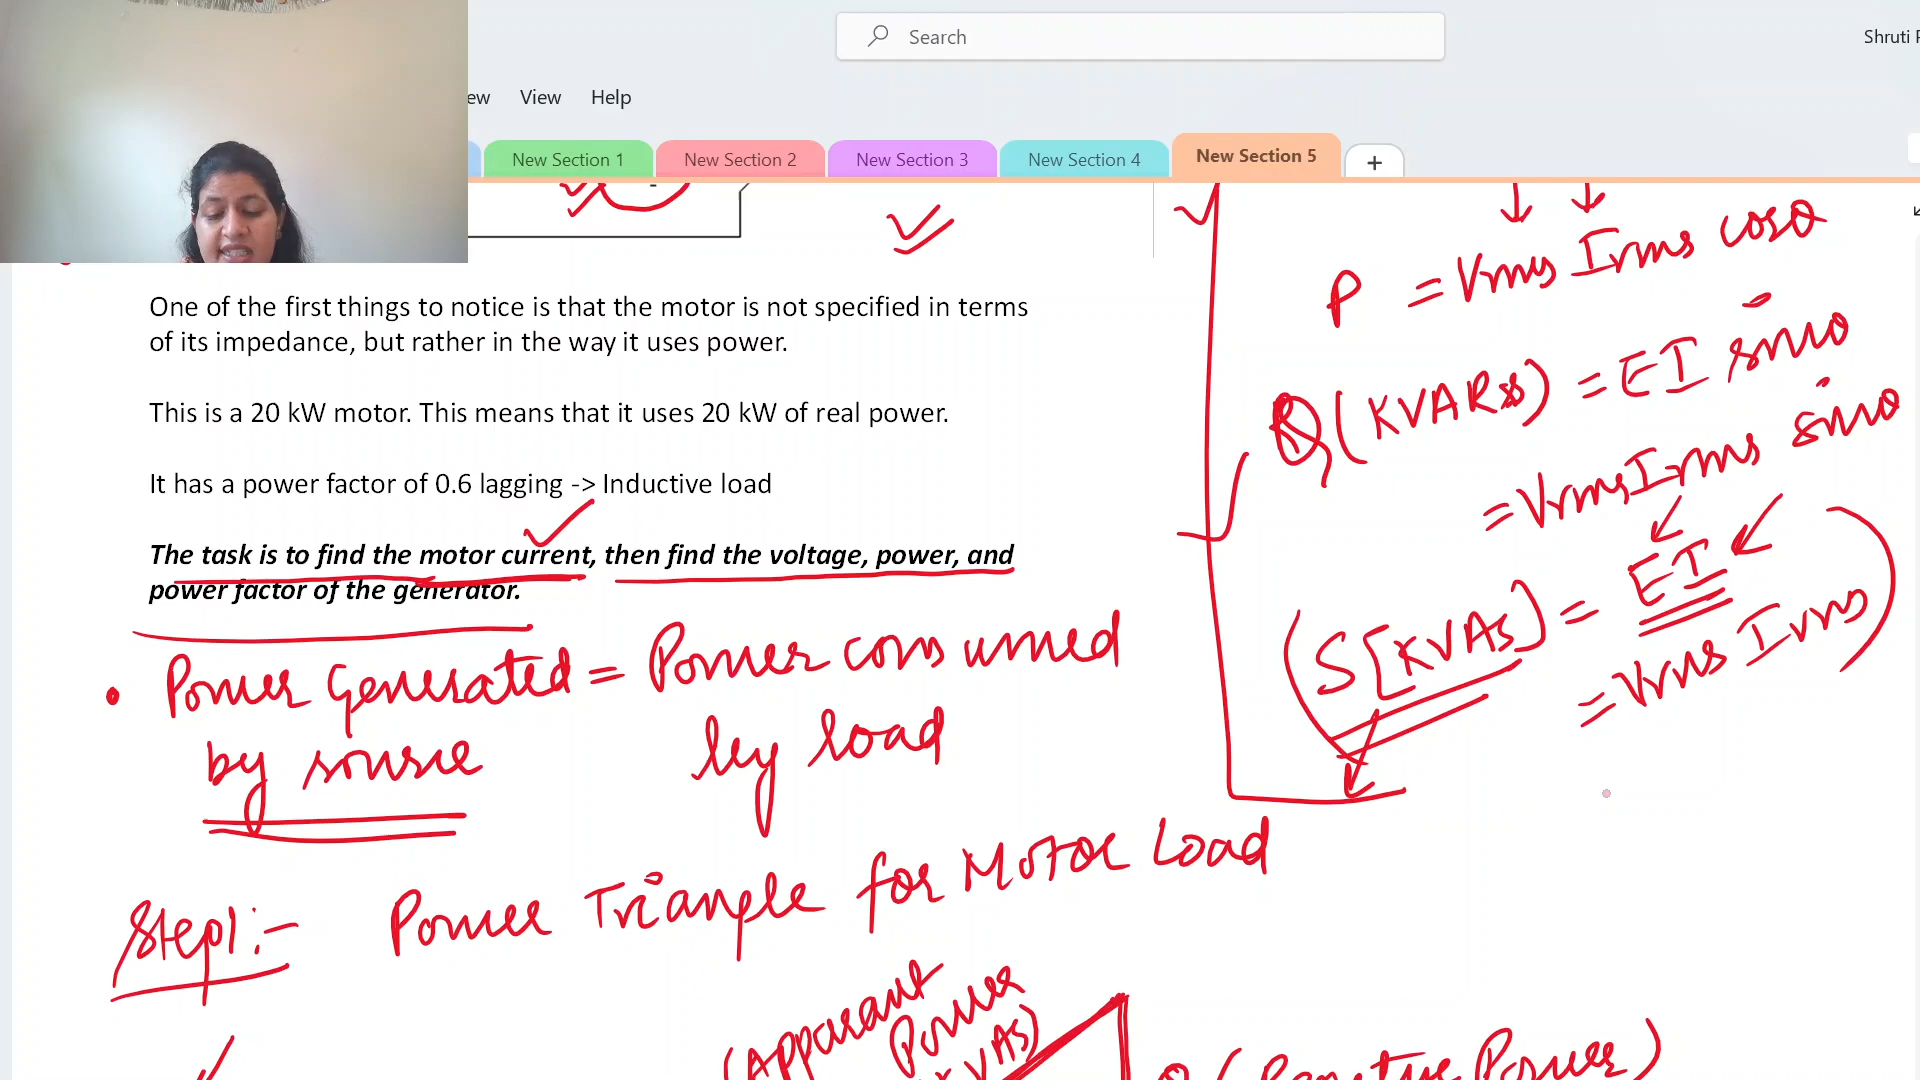 Search
Shruti
ew View Help
New Section 1 New Section 2 New Section 3 New Section 4 New Section 5 +
One of the first things to notice is that the motor is not specified in terms
of its impedance, but rather in the way it uses power.
This is a 20 kW motor. This means that it uses 20 kW of real power.
It has a power factor of 0.6 lagging -> Inductive load
The task is to find the motor current, then find the voltage, power, and
power factor of the generator.
• Power Generated = Power consumed
by source by load
P = Vrms Irms cosθ
Q (KVARs) = EI sinθ
= Vrms Irms sinθ
(S[KVAs] = EI
= Vrms Irms)
Step1:- Power Triangle for Motor Load
(Apparant
Power
KVAs)
Q (Reactive Power)